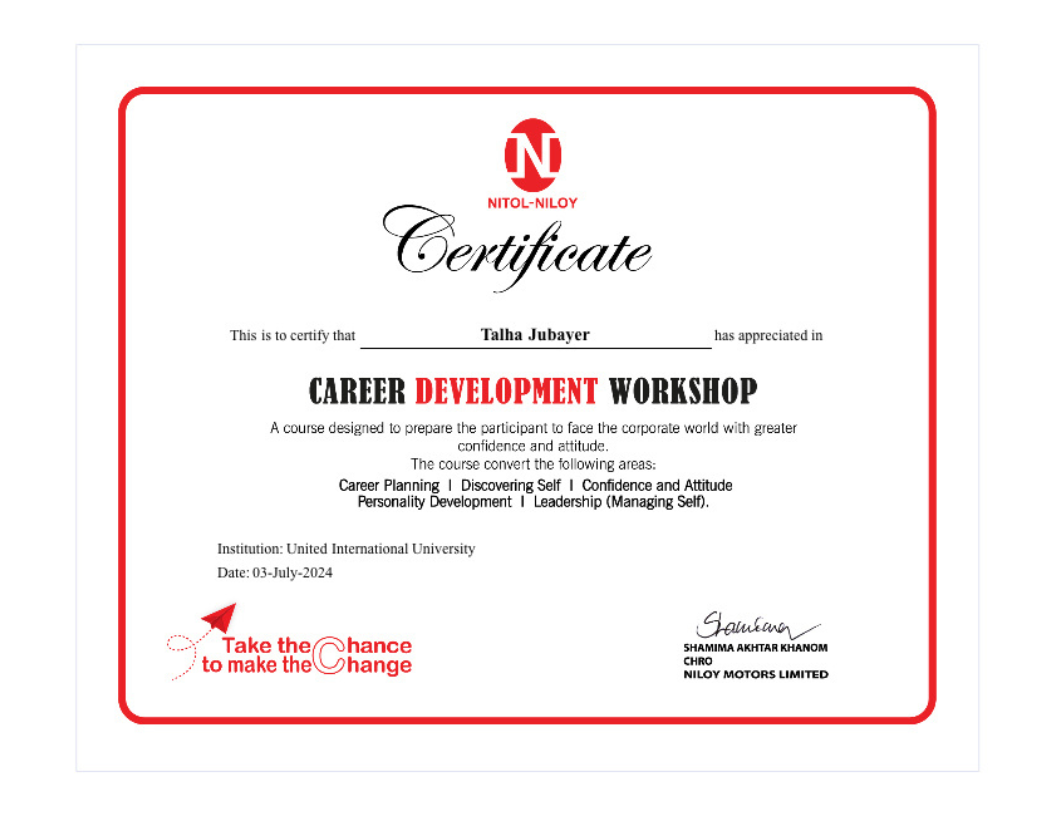 N
NITOL-NILOY
Certificate
This is to certify that Talha Jubayer has appreciated in
CAREER DEVELOPMENT WORKSHOP
A course designed to prepare the participant to face the corporate world with greater
confidence and attitude.
The course convert the following areas:
Career Planning I Discovering Self I Confidence and Attitude
Personality Development I Leadership (Managing Self).
Institution: United International University
Date: 03-July-2024
Take the Chance
to make the Change
SHAMIMA AKHTAR KHANOM
CHRO
NILOY MOTORS LIMITED